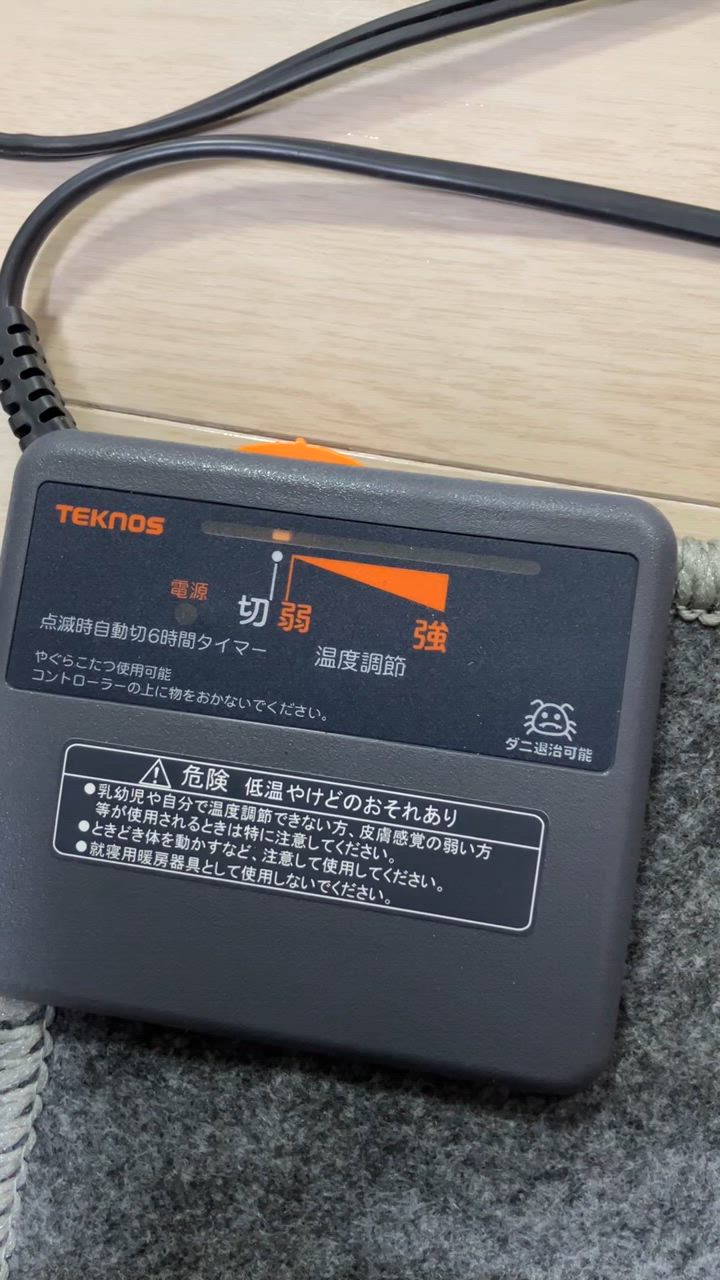 TEKNOS
電源
切 弱 強
点滅時自動切6時間タイマー
温度調節
やぐらこたつ使用可能
コントローラーの上に物をおかないでください。
ダニ退治可能
危険 低温やけどのおそれあり
●乳幼児や自分で温度調節できない方、皮膚感覚の弱い方
等が使用されるときは特に注意してください。
●ときどき体を動かすなど、注意して使用してください。
●就寝用暖房器具として使用しないでください。